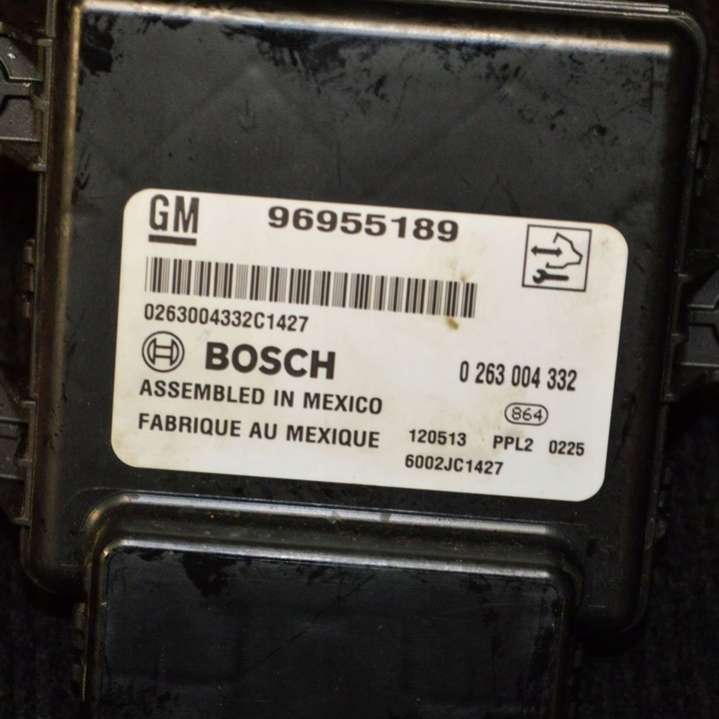 GM 96955189
0263004332C1427
BOSCH 0 263 004 332
ASSEMBLED IN MEXICO
864
FABRIQUE AU MEXIQUE 120513 PPL2 0225
6002JC1427